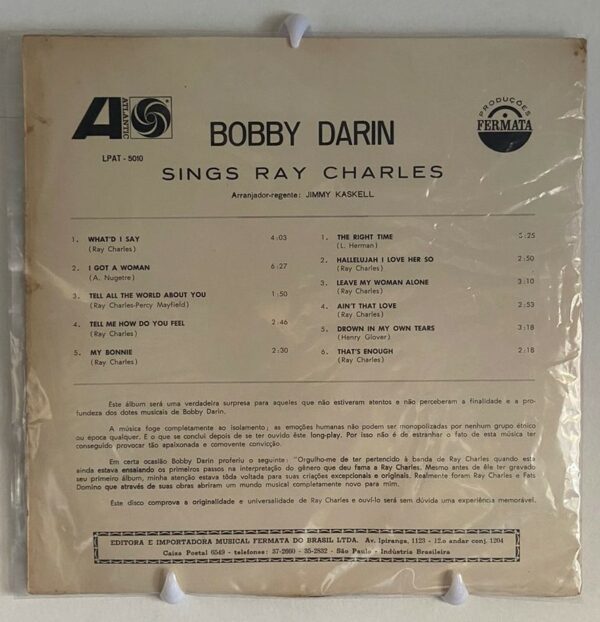 A
ATLANTIC
PRODUÇÕES
FERMATA
LPAT - 5010
BOBBY DARIN
SINGS RAY CHARLES
Arranjador-regente: JIMMY KASKELL
1. WHAT'D I SAY 4:03
(Ray Charles)
2. I GOT A WOMAN 6:27
(A. Nugetre)
3. TELL ALL THE WORLD ABOUT YOU 1:50
(Ray Charles-Percy Mayfield)
4. TELL ME HOW DO YOU FEEL 2:46
(Ray Charles)
5. MY BONNIE 2:30
(Ray Charles)
1. THE RIGHT TIME :25
(L. Herman)
2. HALLELUJAH I LOVE HER SO 2:50
(Ray Charles)
3. LEAVE MY WOMAN ALONE 3:10
(Ray Charles)
4. AIN'T THAT LOVE 2:53
(Ray Charles)
5. DROWN IN MY OWN TEARS 3:18
(Henry Glover)
6. THAT'S ENOUGH 2:18
(Ray Charles)
Êste álbum será uma verdadeira surpresa para aqueles que não estiveram atentos e não perceberam a finalidade e a pro-
fundeza dos dotes musicais de Bobby Darin.
A música foge completamente ao isolamento; as emoções humanas não podem ser monopolizadas por nenhum grupo étnico
ou época qualquer. E o que se conclui depois de se ter ouvido êste long-play. Por isso não é de estranhar o fato de esta música ter
conseguido provocar tão apaixonada e comovente convicção.
Em certa ocasião Bobby Darin proferiu o seguinte: "Orgulho-me de ter pertencido à banda de Ray Charles quando esta
ainda estava ensaiando os primeiros passos na interpretação do gênero que deu fama a Ray Charles. Mesmo antes de êle ter gravado
seu primeiro álbum, minha atenção estava tôda voltada para suas criações excepcionais e originais. Realmente foram Ray Charles e Fats
Domino que através de suas obras abriram um mundo musical completamente novo para mim.
Êste disco comprova a originalidade e universalidade de Ray Charles e ouví-lo será sem dúvida uma experiência memorável.
EDITORA E IMPORTADORA MUSICAL FERMATA DO BRASIL LTDA. Av. Ipiranga, 1123 - 12.o andar conj. 1204
Caixa Postal 6549 - telefones: 37-2660 - 35-2832 - São Paulo - Indústria Brasileira